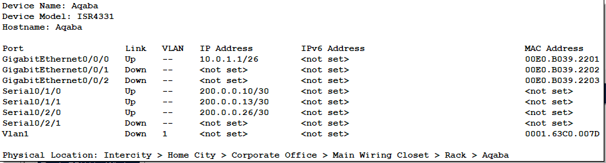 Device Name: Aqaba
Device Model: ISR4331
Hostname: Aqaba
Port Link VLAN IP Address IPv6 Address MAC Address
GigabitEthernet0/0/0 Up -- 10.0.1.1/26 <not set> 00E0.B039.2201
GigabitEthernet0/0/1 Down -- <not set> <not set> 00E0.B039.2202
GigabitEthernet0/0/2 Down -- <not set> <not set> 00E0.B039.2203
Serial0/1/0 Up -- 200.0.0.10/30 <not set> <not set>
Serial0/1/1 Up -- 200.0.0.13/30 <not set> <not set>
Serial0/2/0 Up -- 200.0.0.26/30 <not set> <not set>
Serial0/2/1 Down -- <not set> <not set> <not set>
Vlan1 Down 1 <not set> <not set> 0001.63C0.007D
Physical Location: Intercity > Home City > Corporate Office > Main Wiring Closet > Rack > Aqaba